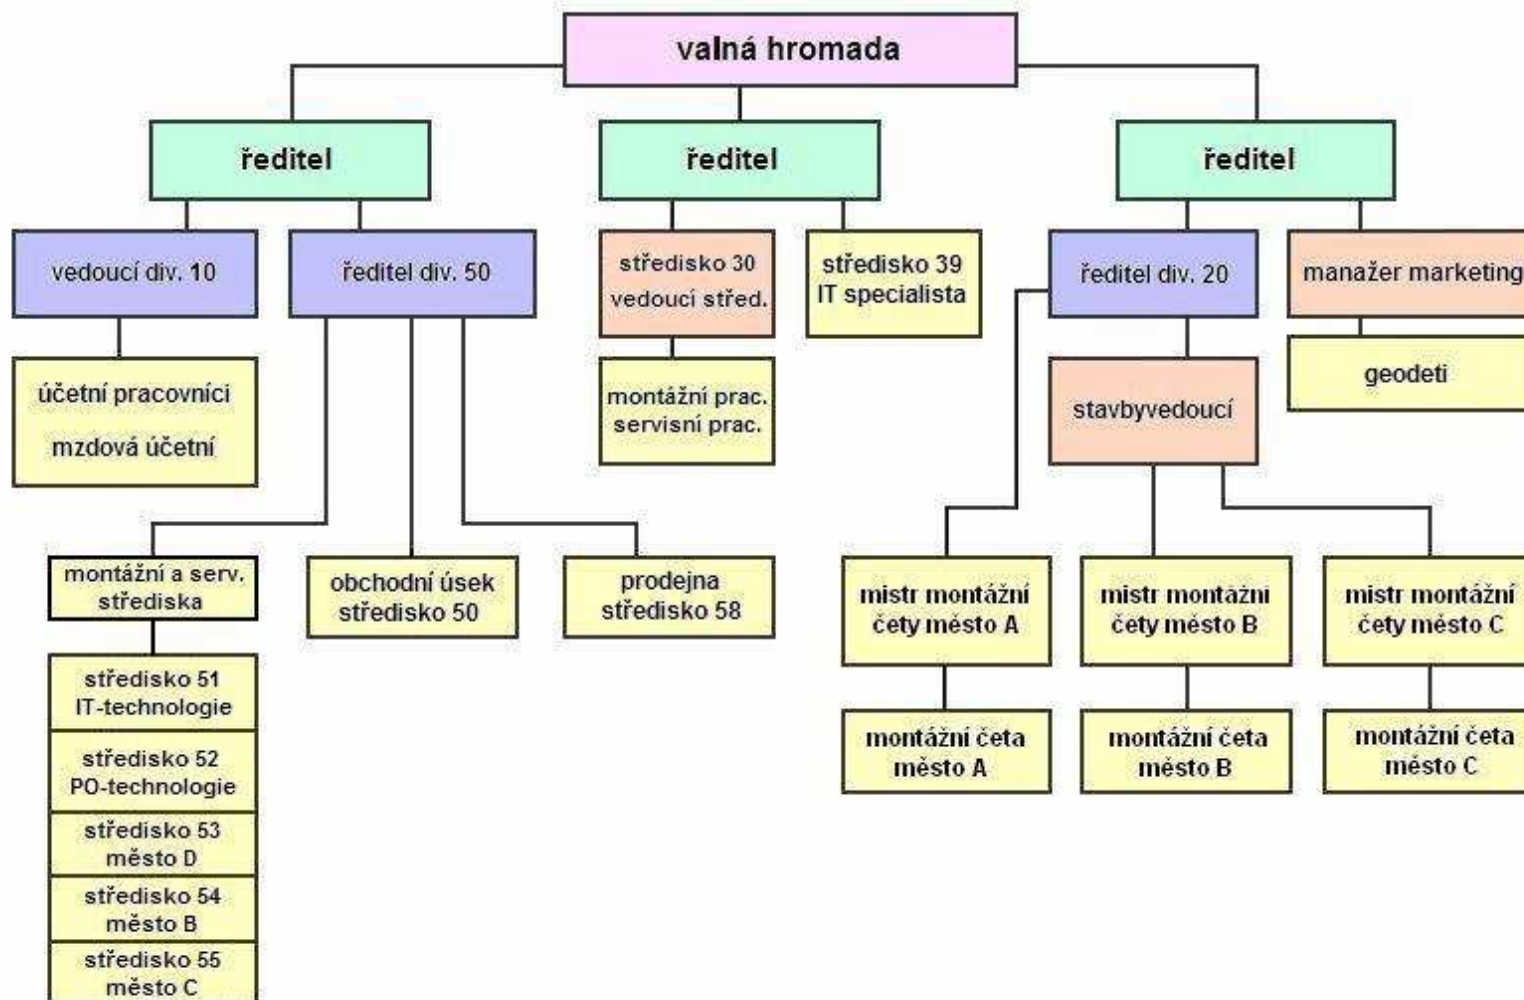 valná hromada
ředitel
ředitel
ředitel
vedoucí div. 10
ředitel div. 50
středisko 30
vedoucí střed.
středisko 39
IT specialista
ředitel div. 20
manažer marketing
účetní pracovníci
mzdová účetní
montážní prac.
servisní prac.
stavbyvedoucí
geodeti
montážní a serv.
střediska
obchodní úsek
středisko 50
prodejna
středisko 58
mistr montážní
čety město A
mistr montážní
čety město B
mistr montážní
čety město C
středisko 51
IT-technologie
středisko 52
PO-technologie
středisko 53
město D
středisko 54
město B
středisko 55
město C
montážní četa
město A
montážní četa
město B
montážní četa
město C